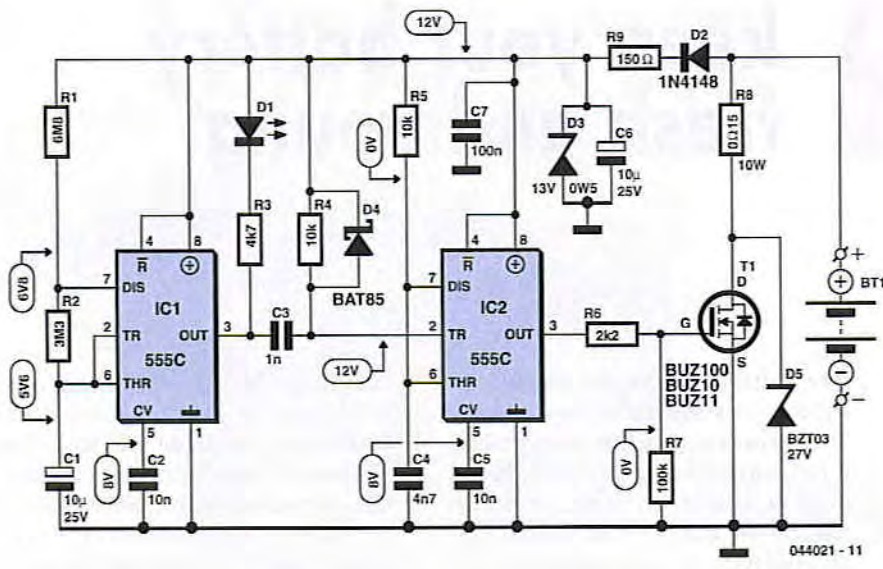 12V
R9
150Ω
D2
1N4148
R1
6M8
D1
R5
10k
0V
C7
100n
D3
13V
0W5
C6
10μ
25V
R8
0Ω15
10W
R3
4k7
R4
10k
D4
BAT85
6V8
R2
3M3
5V6
4
R
8
7
DIS
IC1
2
TR
OUT
3
555C
6
THR
CV
5
1
C3
1n
12V
4
R
8
7
DIS
IC2
2
TR
OUT
3
555C
6
THR
CV
5
1
R6
2k2
T1
D
G
S
BUZ100
BUZ10
BUZ11
BT1
D5
BZT03
27V
C1
10μ
25V
8V
C2
10n
8V
C4
4n7
C5
10n
0V
R7
100k
044021 - 11